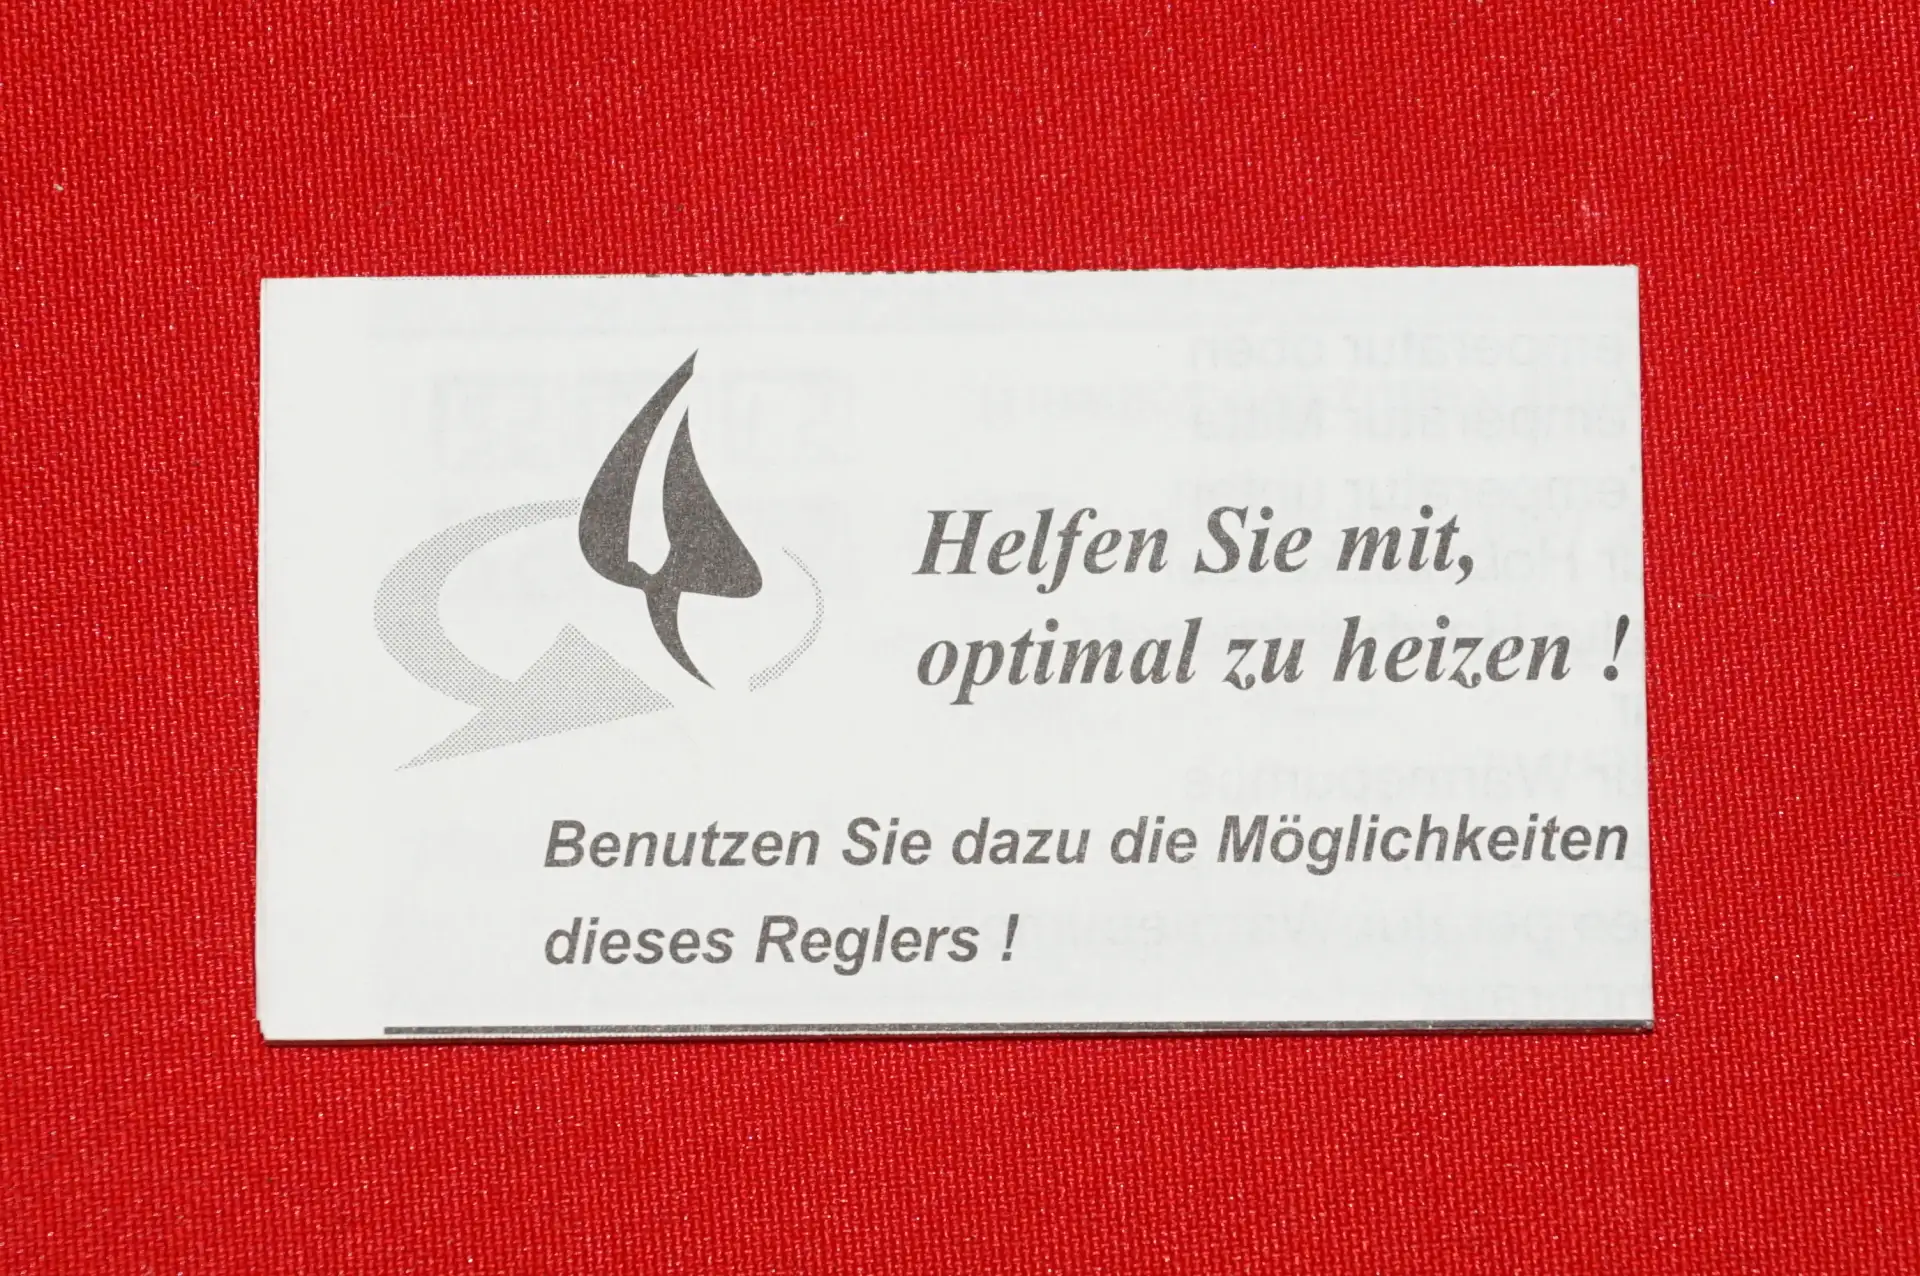 Helfen Sie mit,
optimal zu heizen !
Benutzen Sie dazu die Möglichkeiten
dieses Reglers !